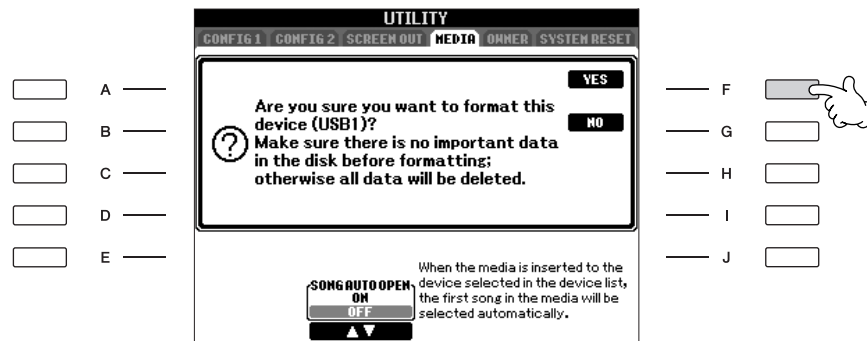 UTILITY
CONFIG 1 CONFIG 2 SCREEN OUT MEDIA OWNER SYSTEM RESET
A
B
C
D
E
YES
NO
Are you sure you want to format this
device (USB1)?
Make sure there is no important data
in the disk before formatting;
otherwise all data will be deleted.
F
G
H
I
J
SONG AUTO OPEN
ON
OFF
When the media is inserted to the
device selected in the device list,
the first song in the media will be
selected automatically.